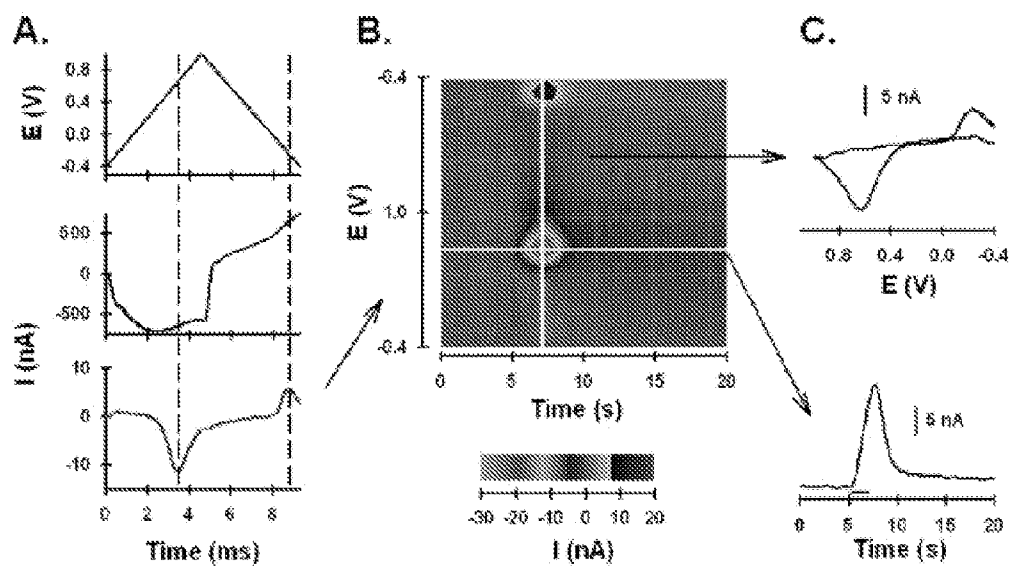 A.
E (V)
0.8
0.4
0.0
-0.4
I (nA)
500
0
-500
10
0
-10
0 2 4 6 8
Time (ms)
B.
E (V)
-0.4
1.0
-0.4
0 5 10 15 20
Time (s)
-30 -20 -10 0 10 20
I (nA)
C.
5 nA
0.8 0.4 0.0 -0.4
E (V)
5 nA
0 5 10 15 20
Time (s)